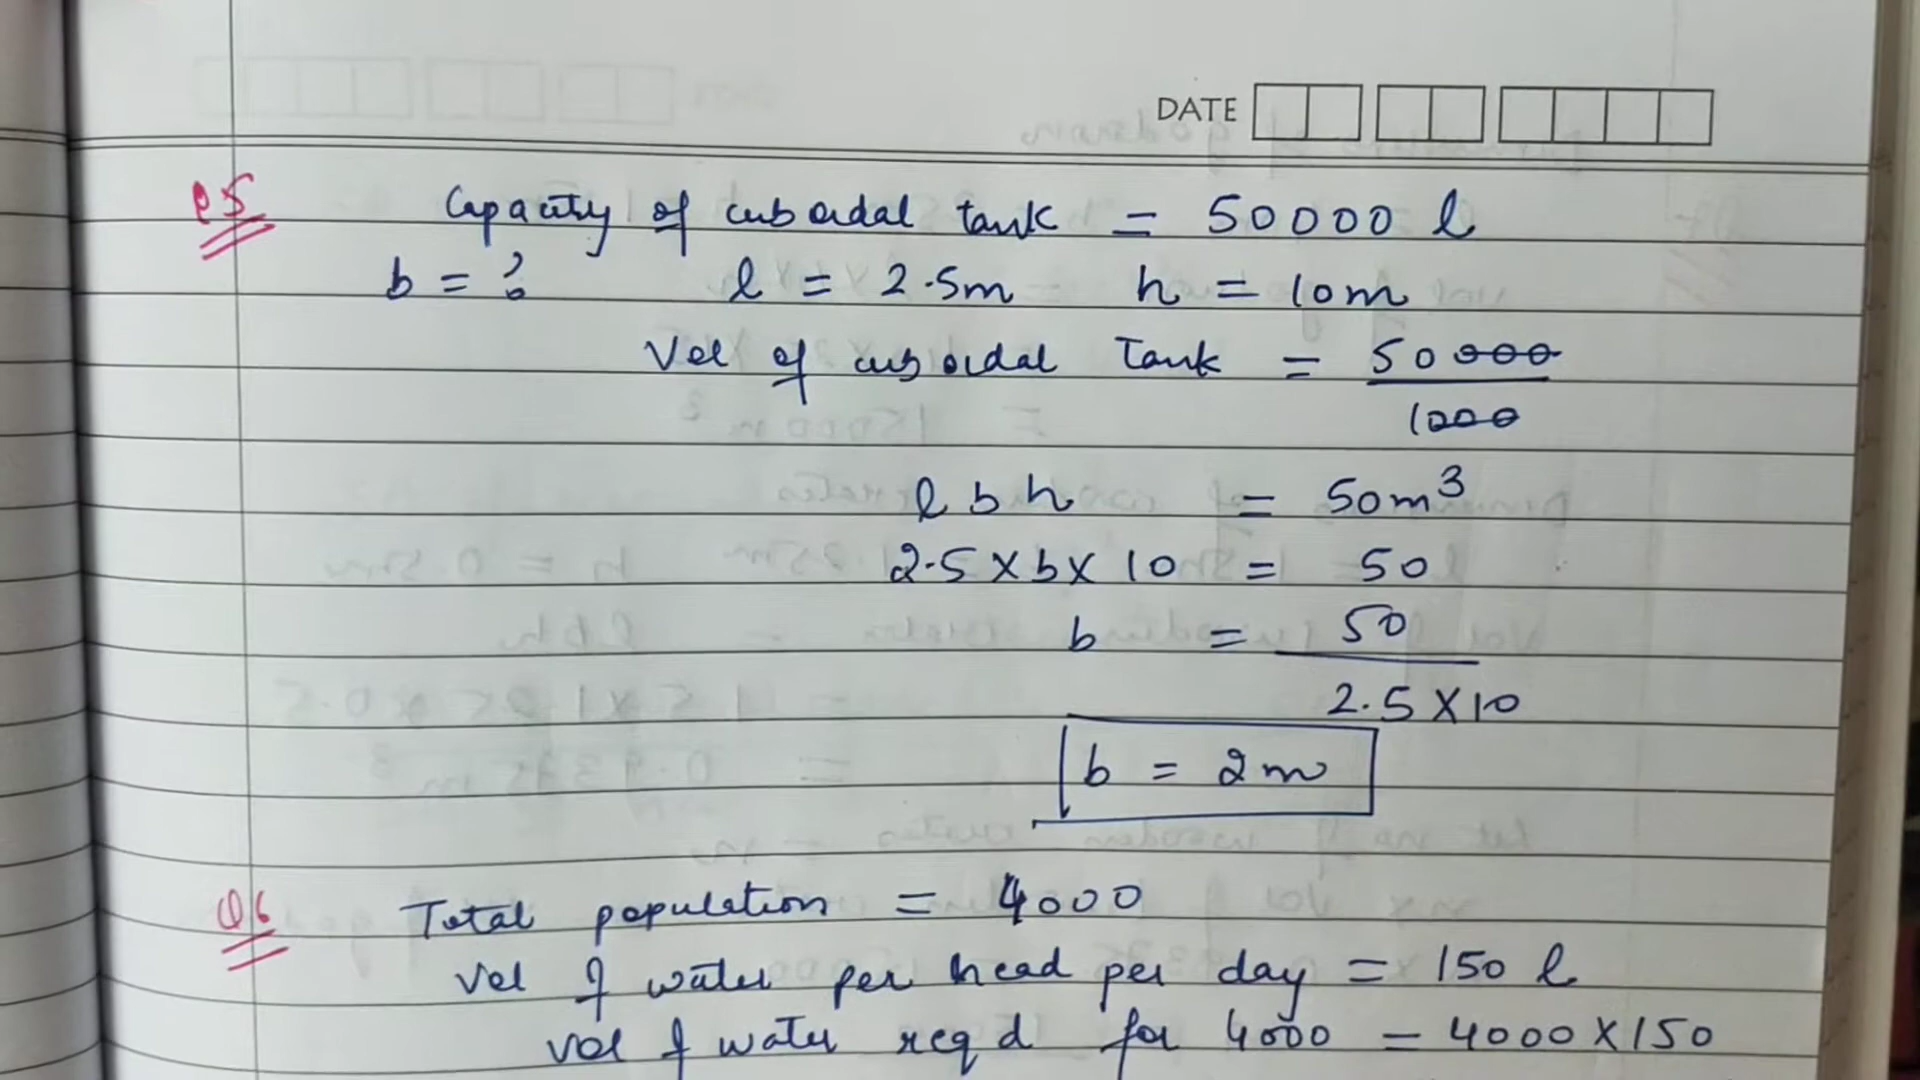 DATE
Q5 Capacity of cuboidal tank = 50000 l
b = ? l = 2.5m h = 10m
Vol of cuboidal Tank = 50000
1000
l b h = 50m³
2.5 × b × 10 = 50
b = 50
2.5 × 10
b = 2m
Q6 Total population = 4000
Vol of water per head per day = 150 l
Vol of water reqd for 4000 = 4000 × 150